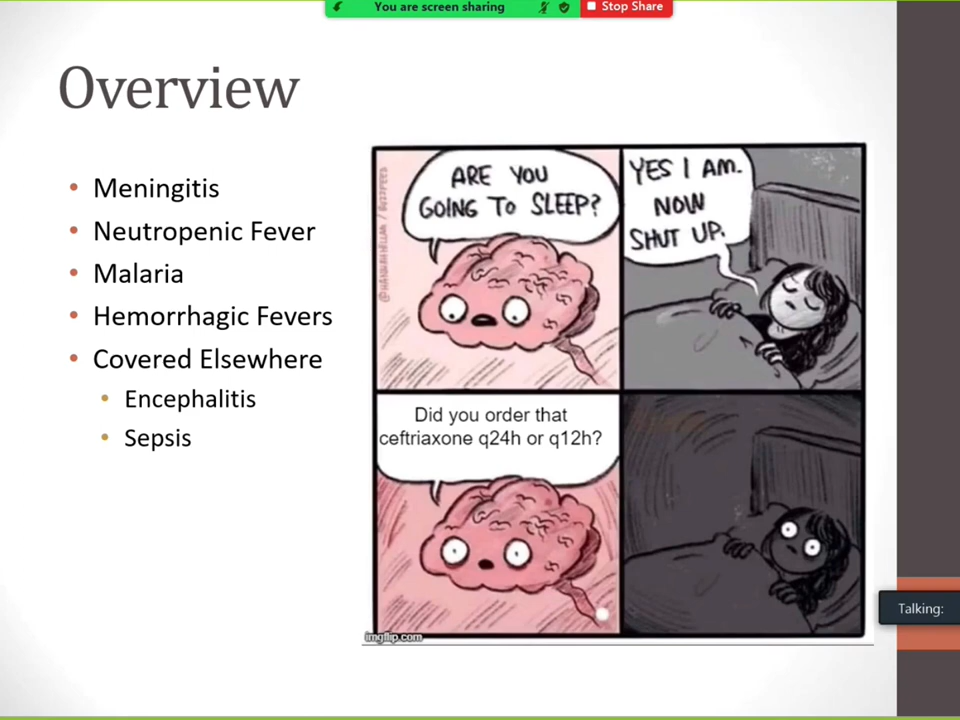 You are screen sharing
Stop Share
Overview
• Meningitis
• Neutropenic Fever
• Malaria
• Hemorrhagic Fevers
• Covered Elsewhere
• Encephalitis
• Sepsis
@HANNAHHILLAM / BUZZFEED
ARE YOU
GOING TO SLEEP?
YES I AM.
NOW
SHUT UP.
Did you order that
ceftriaxone q24h or q12h?
imgflip.com
Talking: